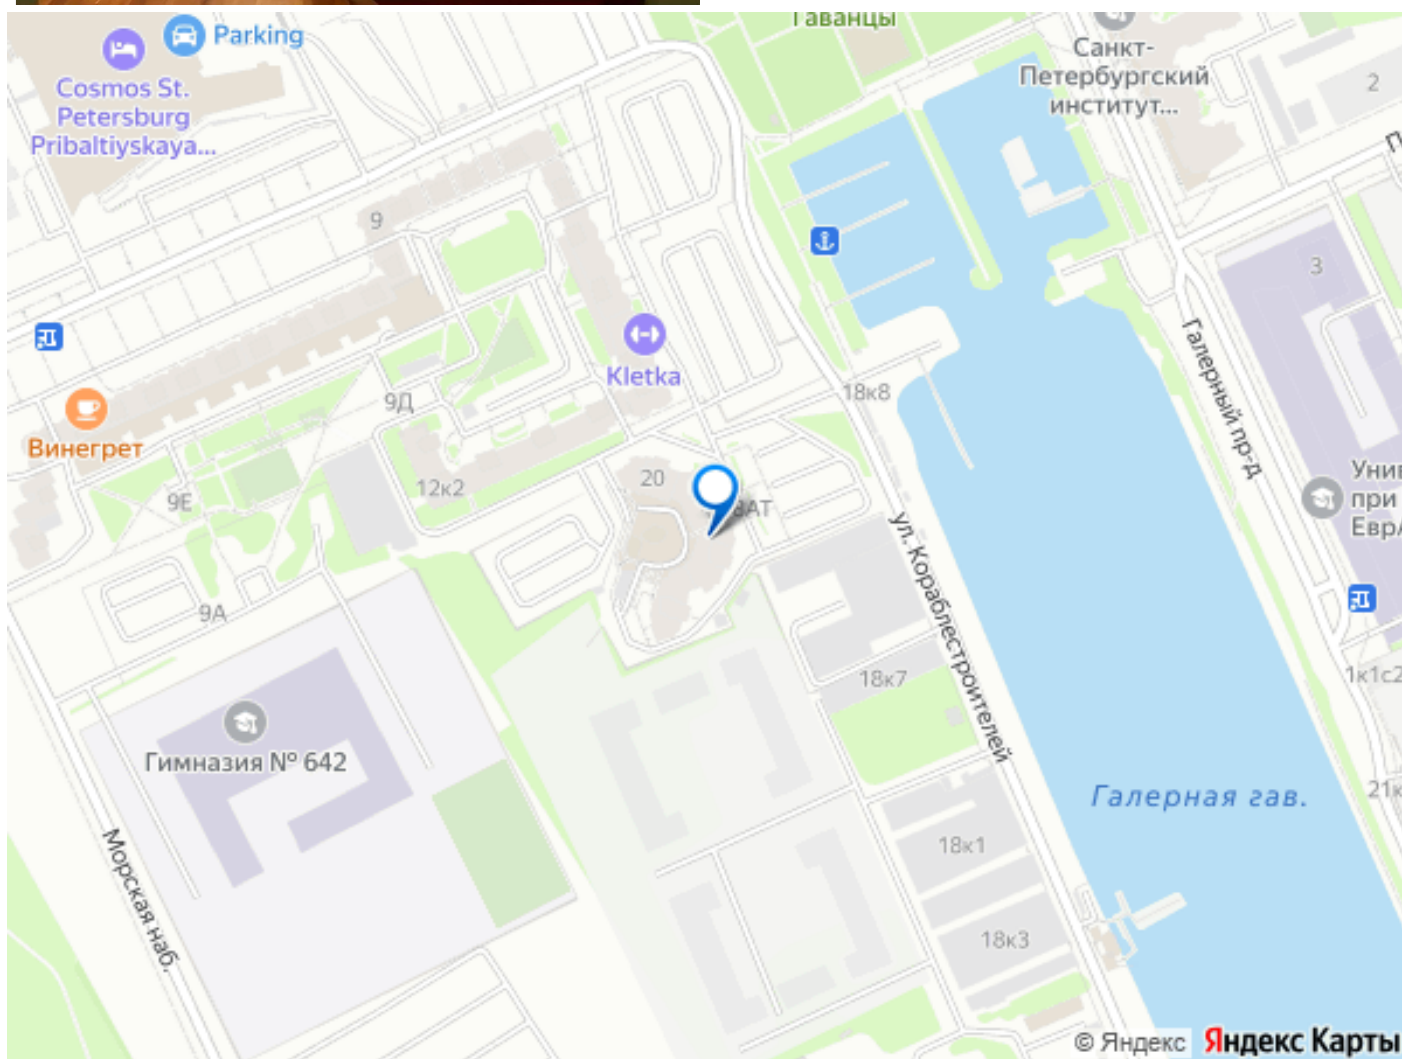 Гаванцы
Parking
Санкт-
Петербургский
институт...
2
Cosmos St.
Petersburg
Pribaltiyskaya...
9
3
Галерный пр-д
Kletka
18к8
9Д
Винегрет
20
12к2
9Е
ВАТ
при
ул. Кораблестроителей
9А
1к1с2
18к7
Гимназия № 642
Галерная гав.
18к1
Морская наб.
18к3
© Яндекс Яндекс Карты